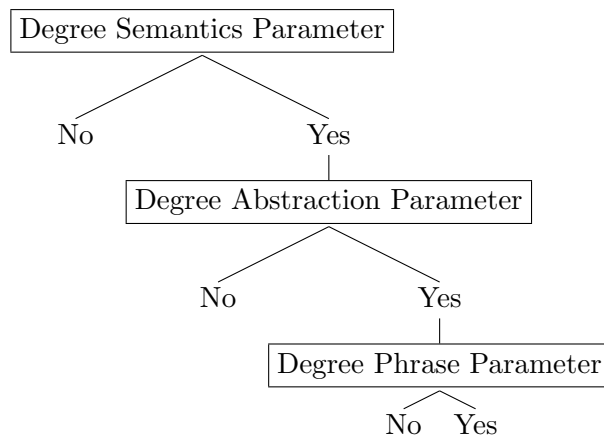 Degree Semantics Parameter
No Yes
Degree Abstraction Parameter
No Yes
Degree Phrase Parameter
No Yes